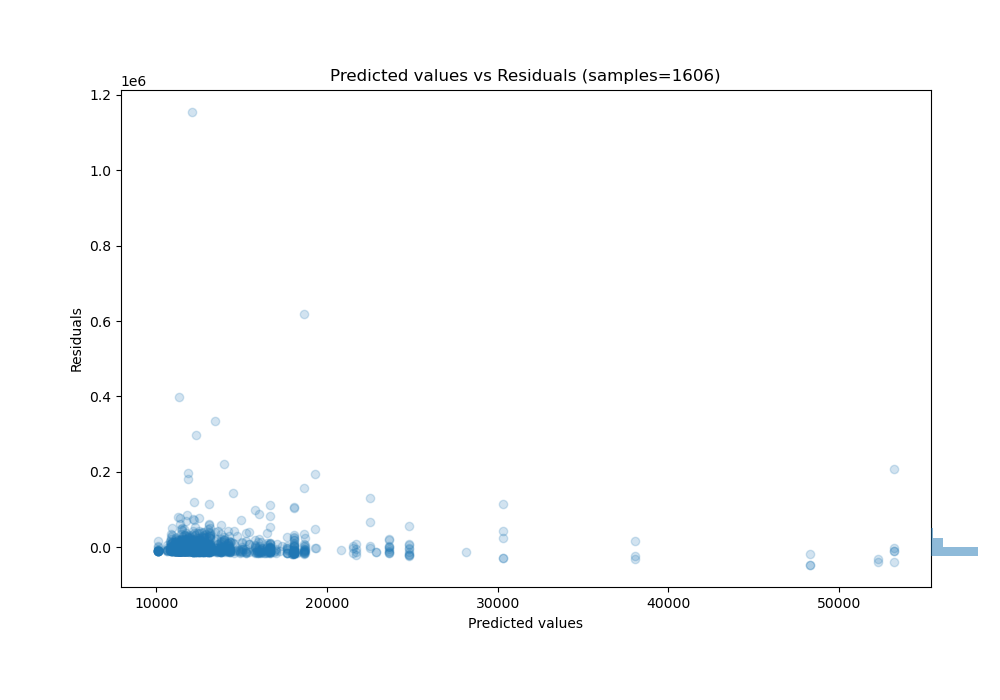 Predicted values vs Residuals (samples=1606)
1e6
1.2
1.0
0.8
0.6
0.4
0.2
0.0
Residuals
10000 20000 30000 40000 50000
Predicted values